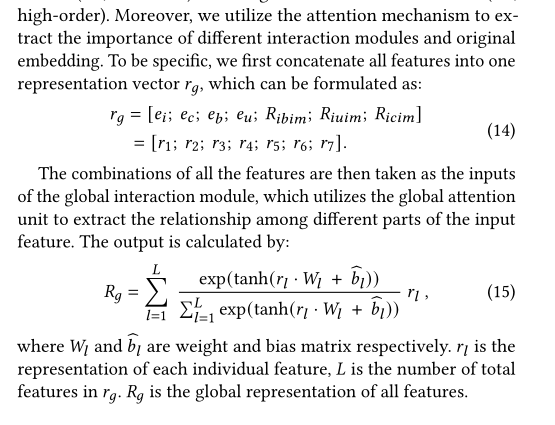 high-order). Moreover, we utilize the attention mechanism to ex-
tract the importance of different interaction modules and original
embedding. To be specific, we first concatenate all features into one
representation vector r_g, which can be formulated as:
r_g = [e_i; e_c; e_b; e_u; R_{ibim}; R_{iuim}; R_{icim}]
= [r_1; r_2; r_3; r_4; r_5; r_6; r_7]. (14)
The combinations of all the features are then taken as the inputs
of the global interaction module, which utilizes the global attention
unit to extract the relationship among different parts of the input
feature. The output is calculated by:
R_g = \sum_{l=1}^{L} \frac{\exp(\tanh(r_l \cdot W_l + \widehat{b}_l))}{\sum_{l=1}^{L} \exp(\tanh(r_l \cdot W_l + \widehat{b}_l))} r_l , (15)
where W_l and \widehat{b}_l are weight and bias matrix respectively. r_l is the
representation of each individual feature, L is the number of total
features in r_g. R_g is the global representation of all features.